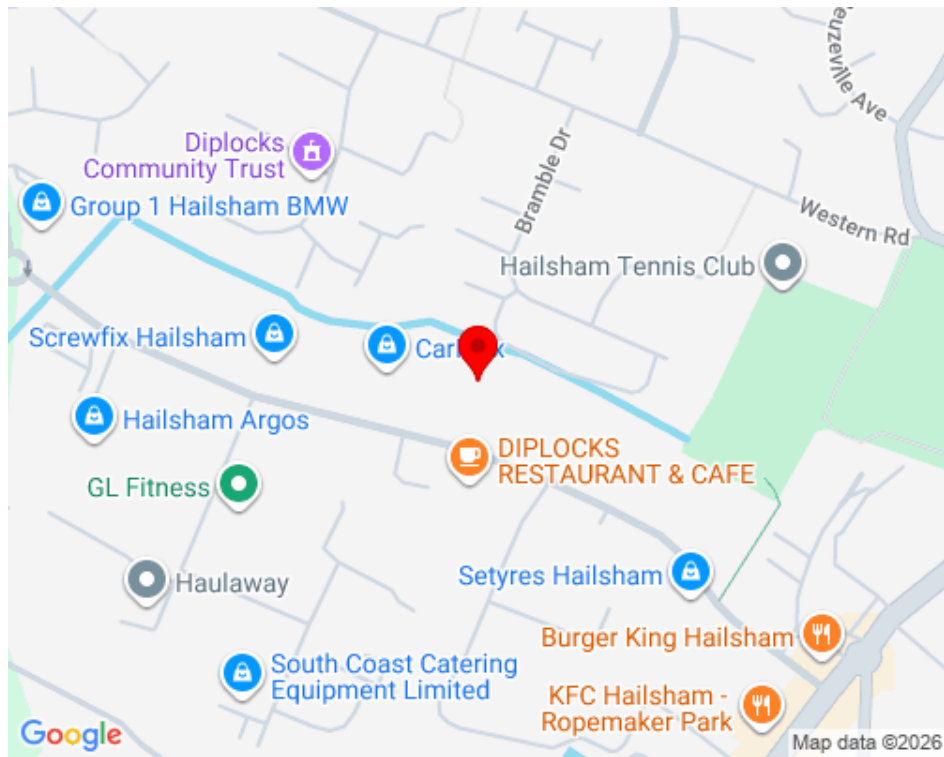 Diplocks
Community Trust
Group 1 Hailsham BMW
Bramble Dr
Western Rd
Hailsham Tennis Club
Screwfix Hailsham
Hailsham Argos
DIPLOCKS
RESTAURANT & CAFE
GL Fitness
Haulaway
Setyres Hailsham
Burger King Hailsham
South Coast Catering
Equipment Limited
KFC Hailsham -
Ropemaker Park
Google
Map data ©2026